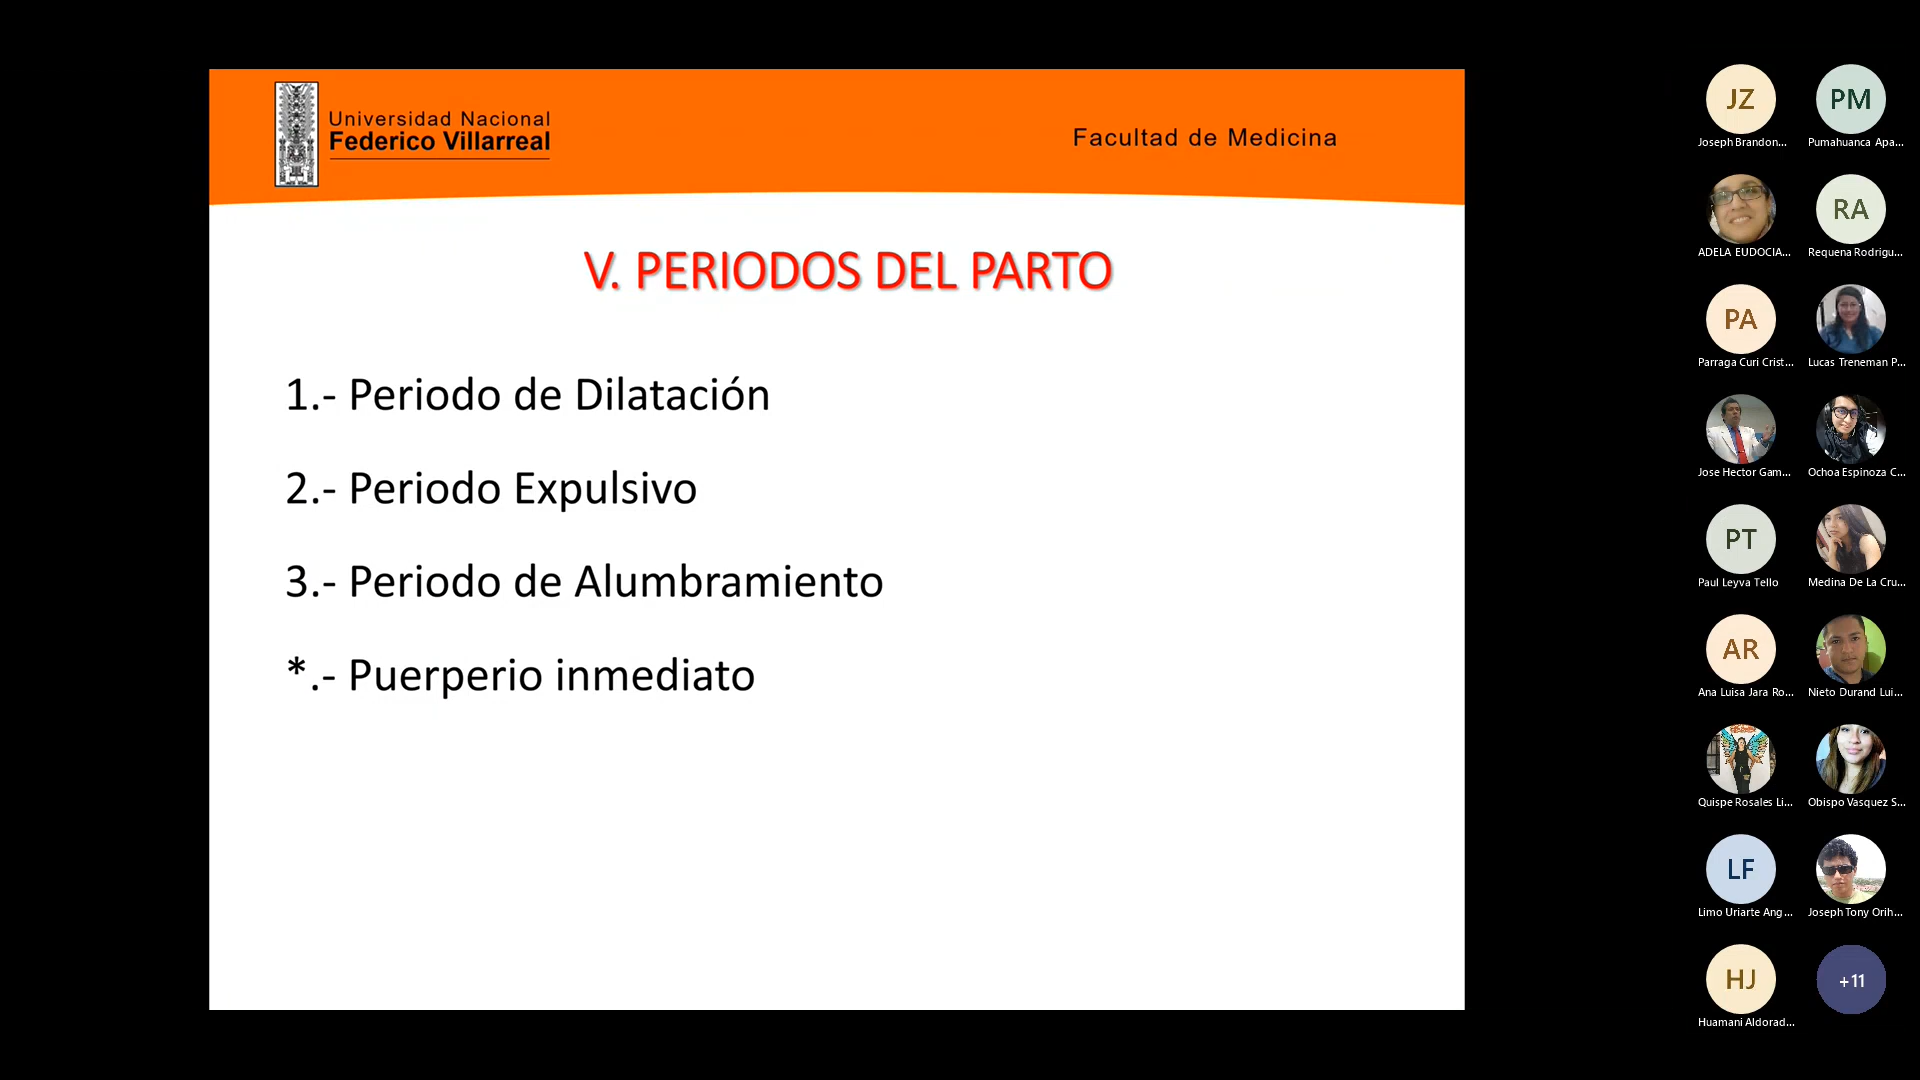 Universidad Nacional
Federico Villarreal
Facultad de Medicina
V. PERIODOS DEL PARTO
1.- Periodo de Dilatación
2.- Periodo Expulsivo
3.- Periodo de Alumbramiento
*.- Puerperio inmediato
JZ
Joseph Brandon...
PM
Pumahuanca Apa...
ADELA EUDOCIA...
RA
Requena Rodrigu...
PA
Parraga Curi Crist...
Lucas Treneman P...
Jose Hector Gam...
Ochoa Espinoza C...
PT
Paul Leyva Tello
Medina De La Cru...
AR
Ana Luisa Jara Ro...
Nieto Durand Lui...
Quispe Rosales Li...
Obispo Vasquez S...
LF
Limo Uriarte Ang...
Joseph Tony Orih...
HJ
Huamani Aldorad...
+11